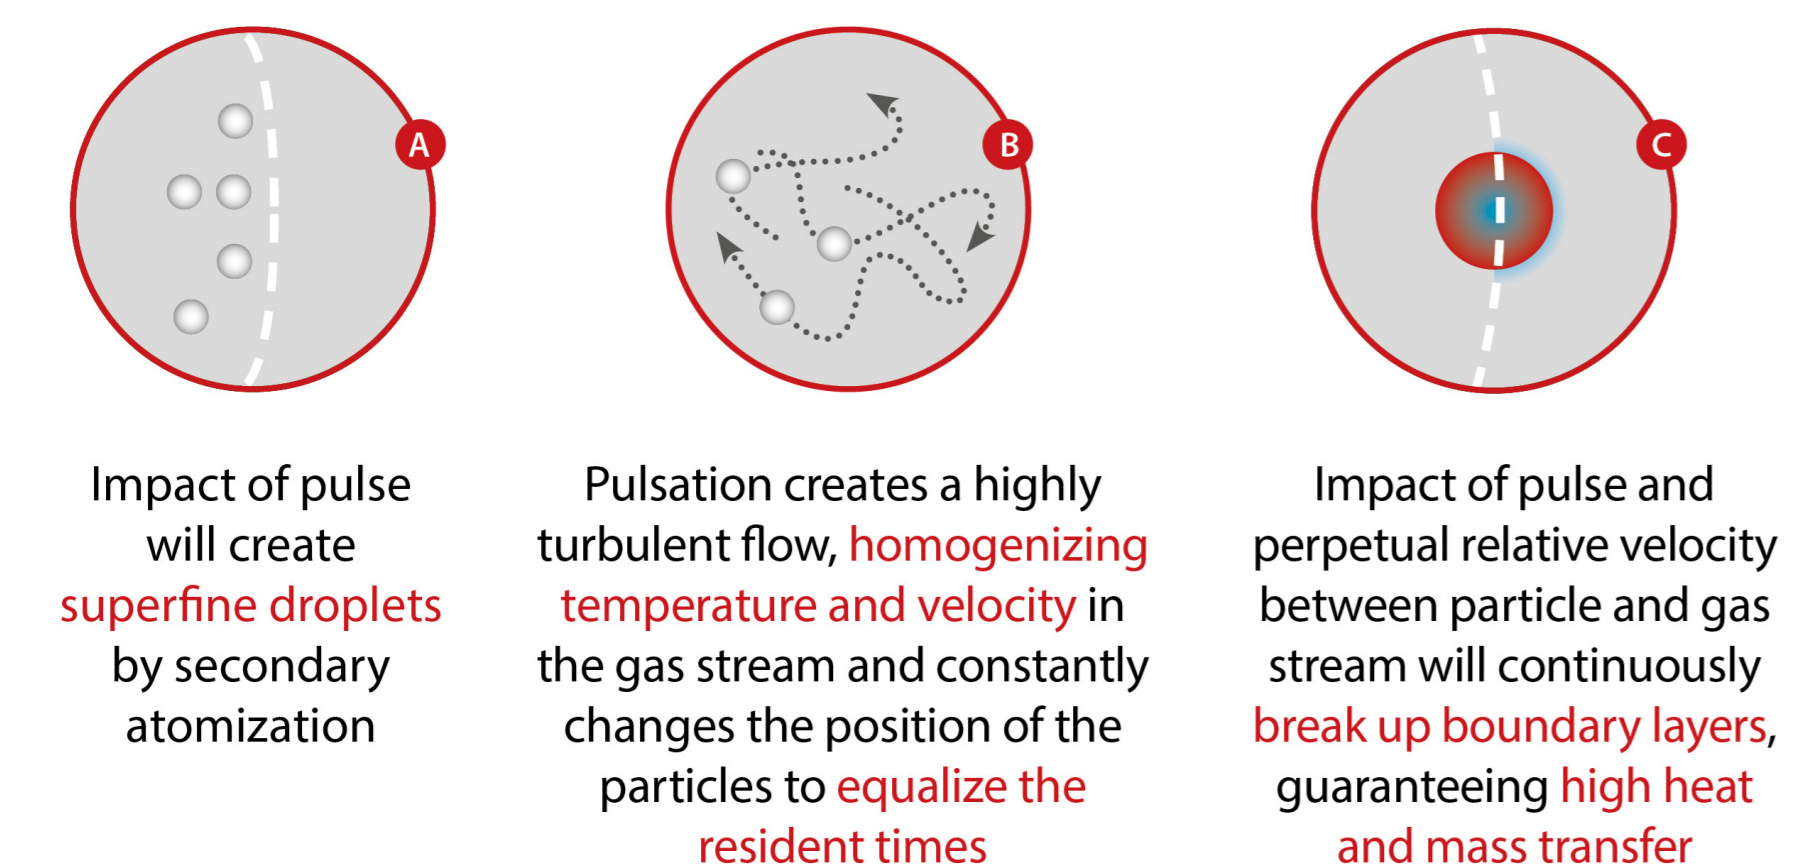 A
B
C
Impact of pulse
will create
superfine droplets
by secondary
atomization
Pulsation creates a highly
turbulent flow, homogenizing
temperature and velocity in
the gas stream and constantly
changes the position of the
particles to equalize the
resident times
Impact of pulse and
perpetual relative velocity
between particle and gas
stream will continuously
break up boundary layers,
guaranteeing high heat
and mass transfer